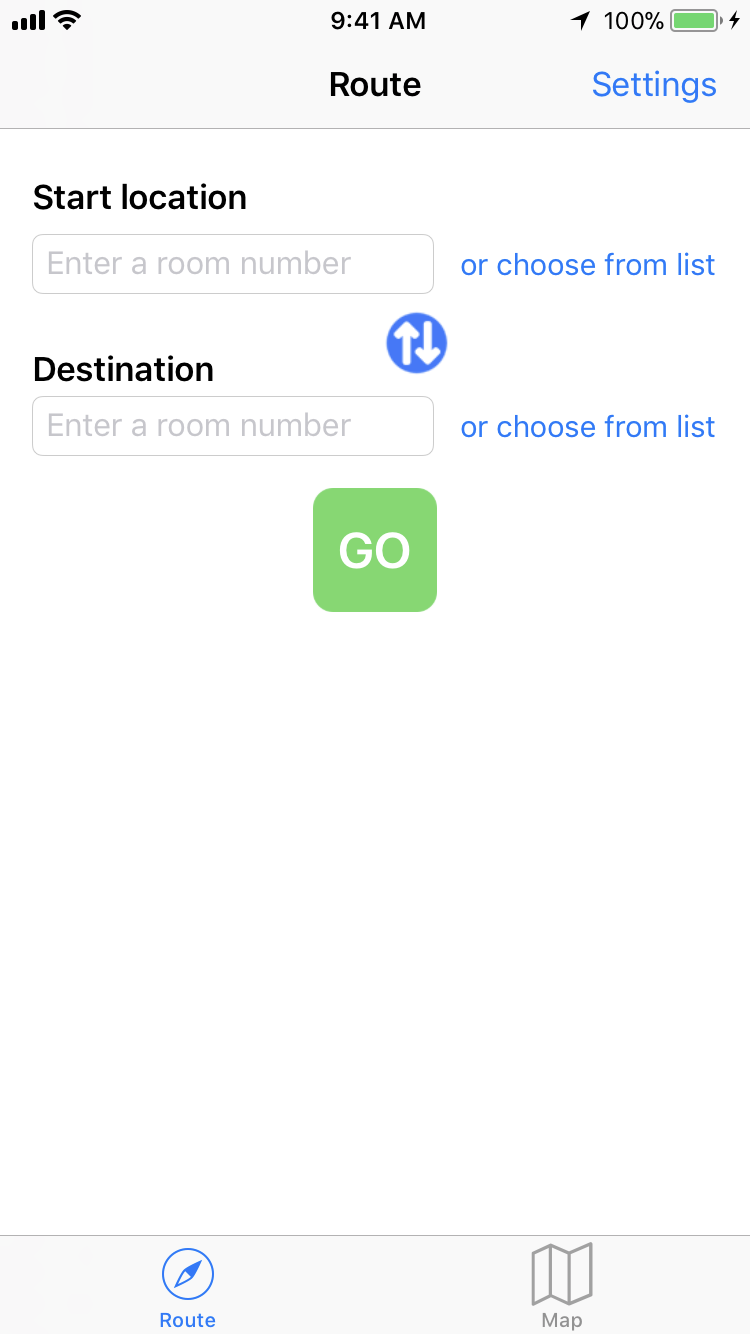 9:41 AM 100%
Route Settings
Start location
Enter a room number or choose from list
Destination
Enter a room number or choose from list
GO
Route Map